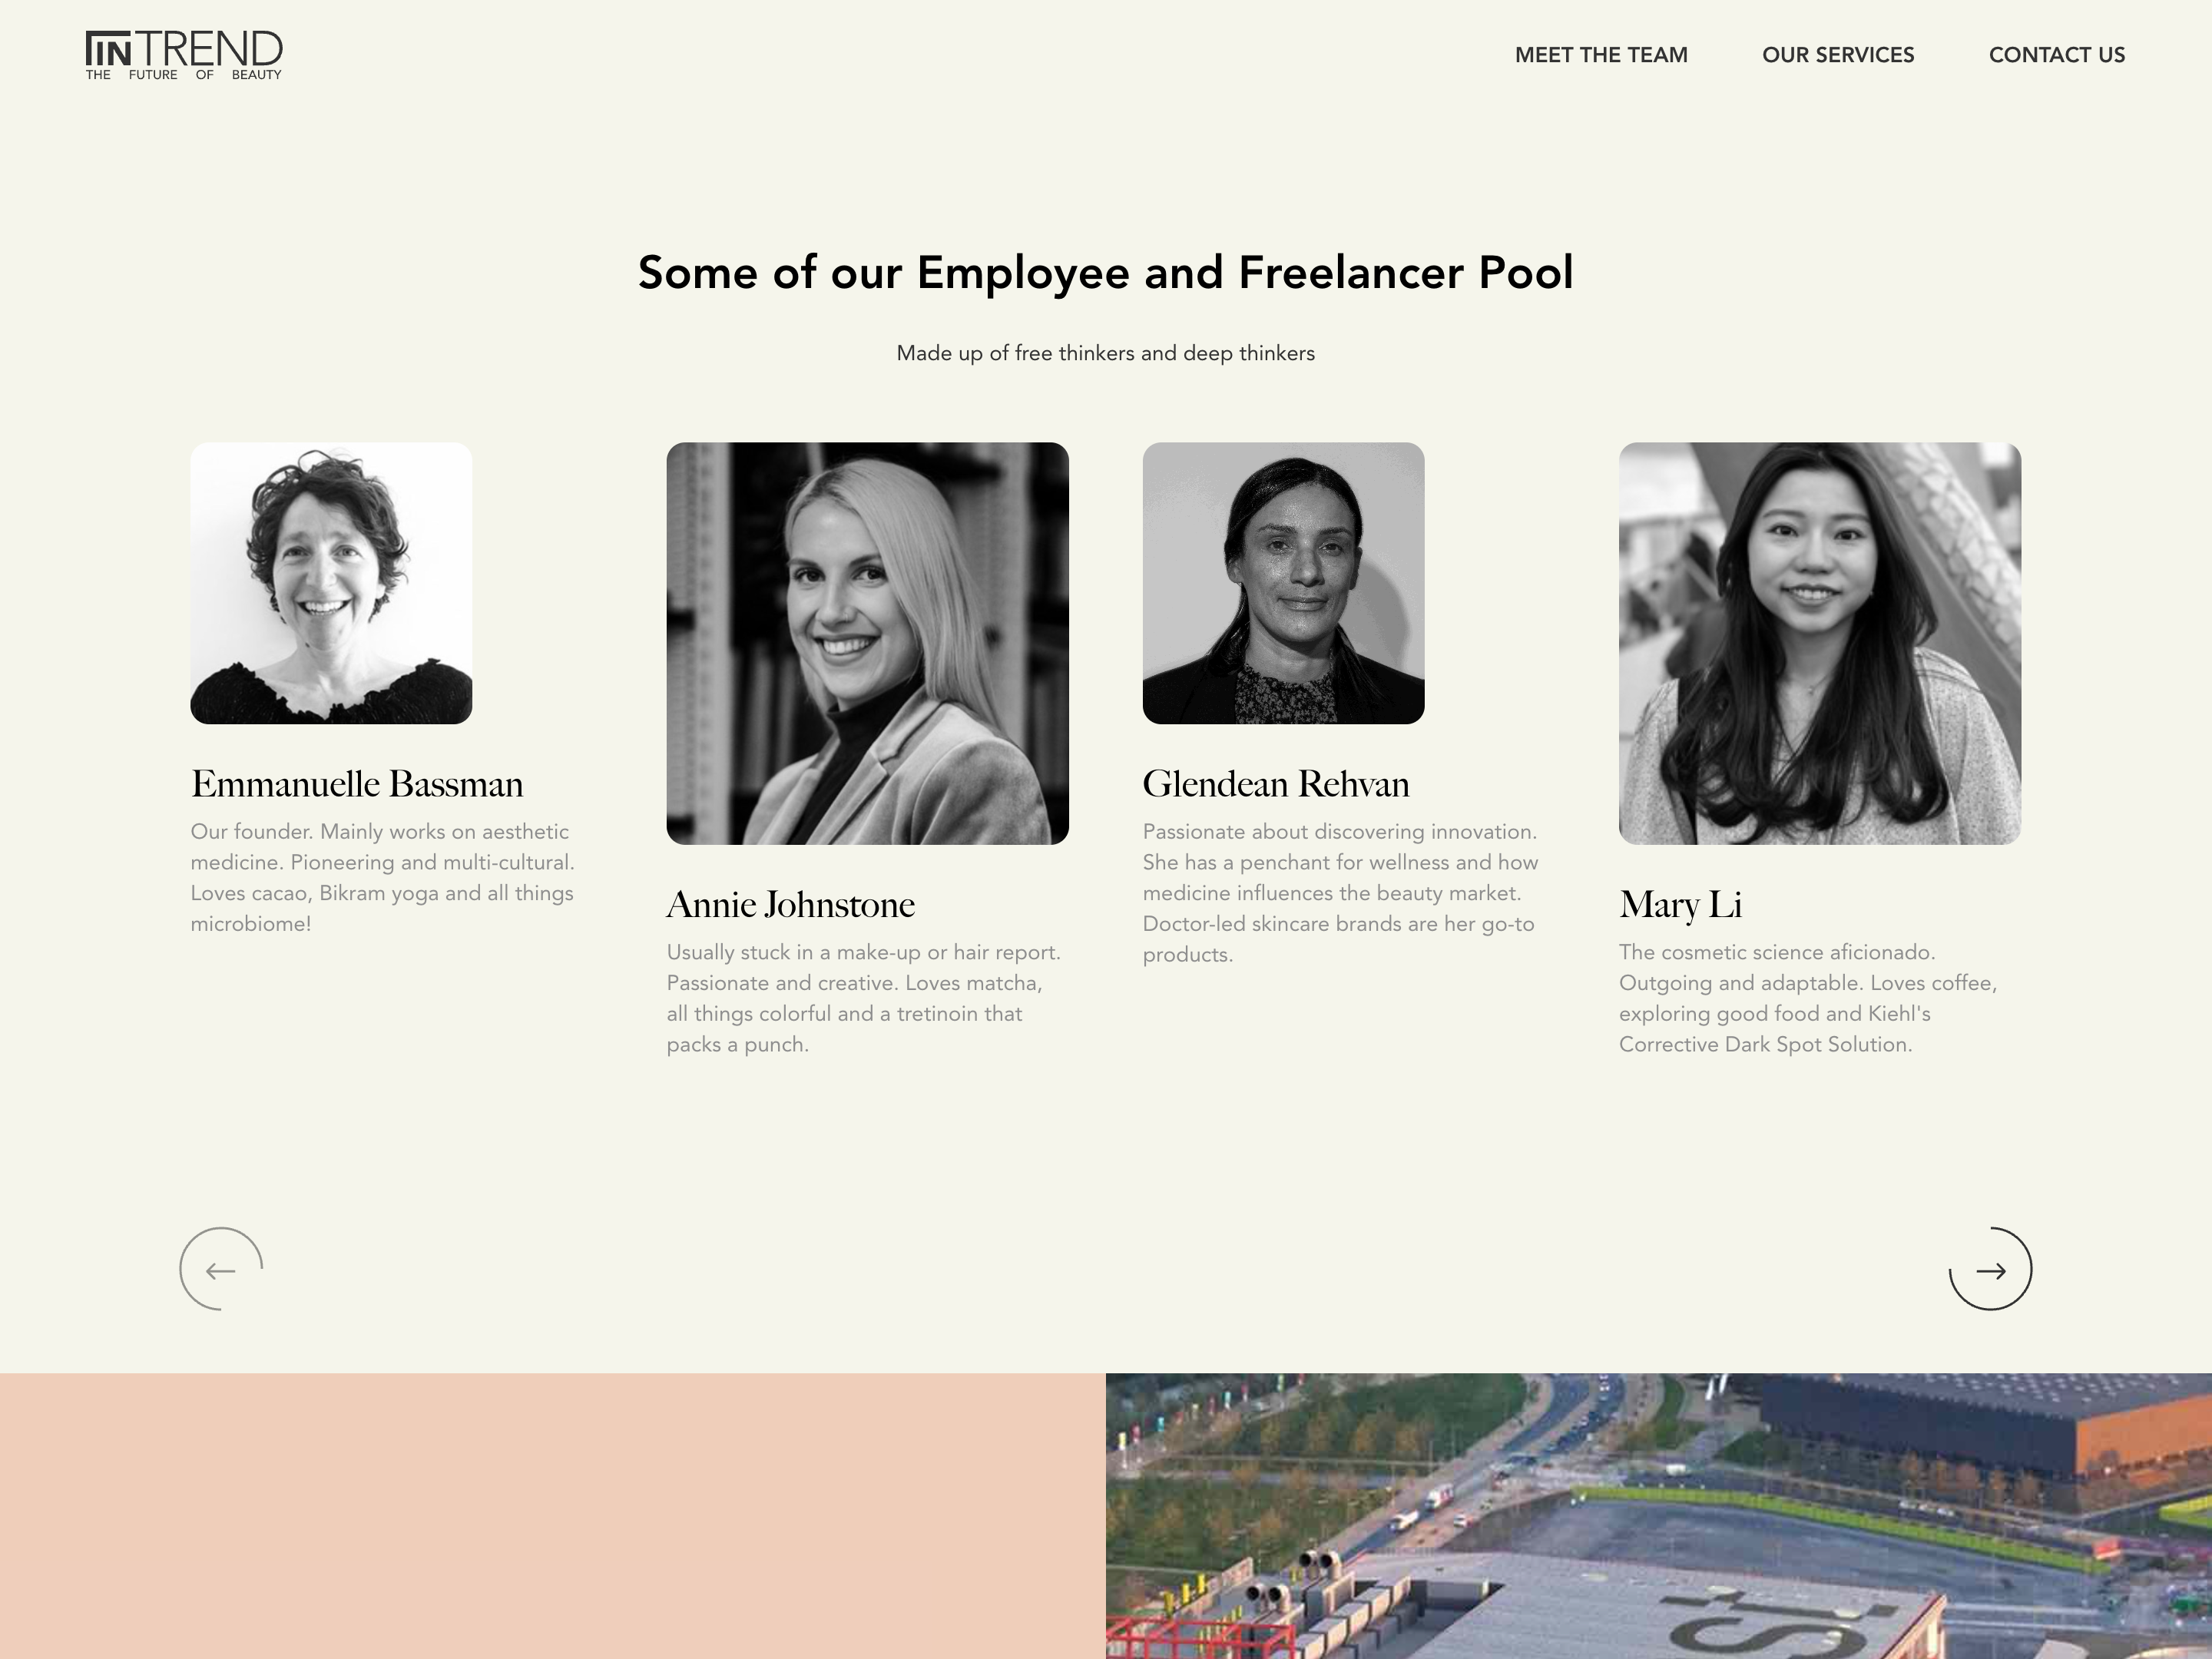 INTREND
THE FUTURE OF BEAUTY
MEET THE TEAM
OUR SERVICES
CONTACT US
Some of our Employee and Freelancer Pool
Made up of free thinkers and deep thinkers
Emmanuelle Bassman
Our founder. Mainly works on aesthetic
medicine. Pioneering and multi-cultural.
Loves cacao, Bikram yoga and all things
microbiome!
Annie Johnstone
Usually stuck in a make-up or hair report.
Passionate and creative. Loves matcha,
all things colorful and a tretinoin that
packs a punch.
Glendean Rehvan
Passionate about discovering innovation.
She has a penchant for wellness and how
medicine influences the beauty market.
Doctor-led skincare brands are her go-to
products.
Mary Li
The cosmetic science aficionado.
Outgoing and adaptable. Loves coffee,
exploring good food and Kiehl's
Corrective Dark Spot Solution.